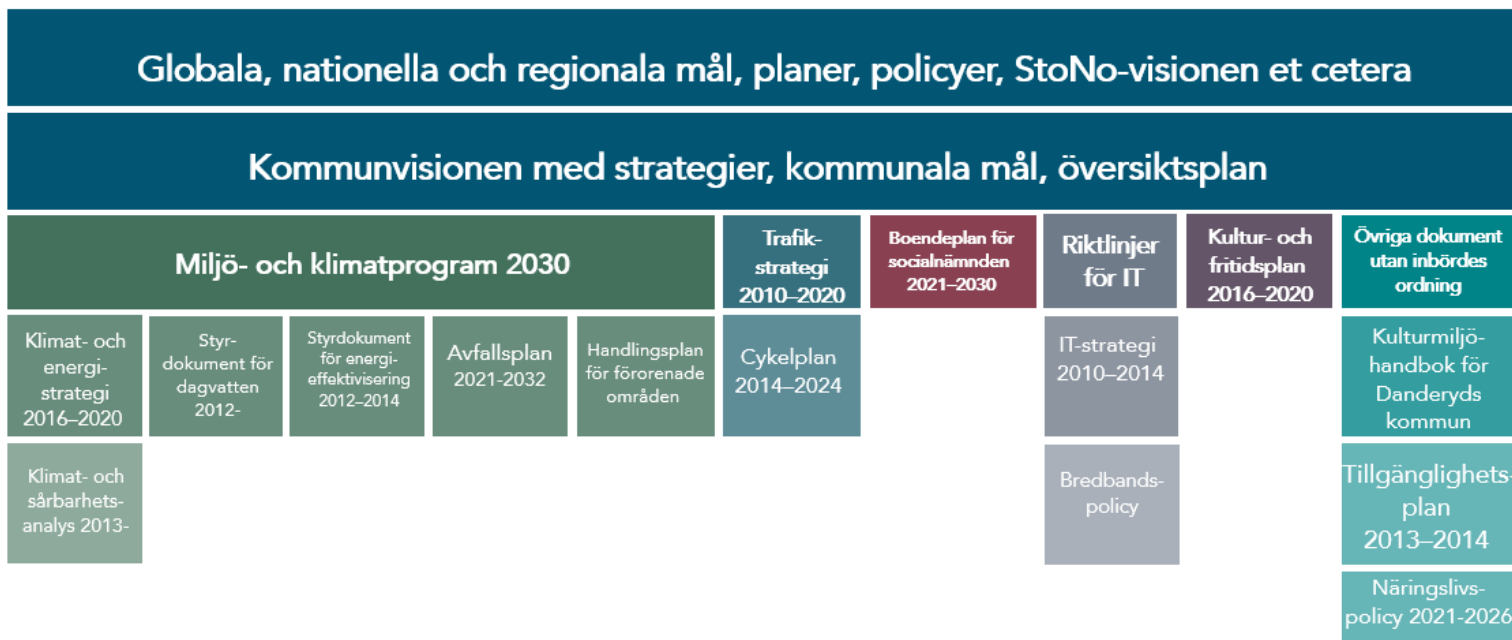 Globala, nationella och regionala mål, planer, policyer, StoNo-visionen et cetera
Kommunvisionen med strategier, kommunala mål, översiktsplan
Miljö- och klimatprogram 2030
Trafik-
strategi
2010–2020
Boendeplan för
socialnämnden
2021–2030
Riktlinjer
för IT
Kultur- och
fritidsplan
2016–2020
Övriga dokument
utan inbördes
ordning
Klimat- och
energi-
strategi
2016–2020
Styr-
dokument för
dagvatten
2012-
Styrdokument
för energi-
effektivisering
2012–2014
Avfallsplan
2021-2032
Handlingsplan
för förorenade
områden
Cykelplan
2014–2024
IT-strategi
2010–2014
Kulturmiljö-
handbok för
Danderyds
kommun
Klimat- och
sårbarhets-
analys 2013-
Bredbands-
policy
Tillgänglighets-
plan
2013–2014
Näringslivs-
policy 2021-2026